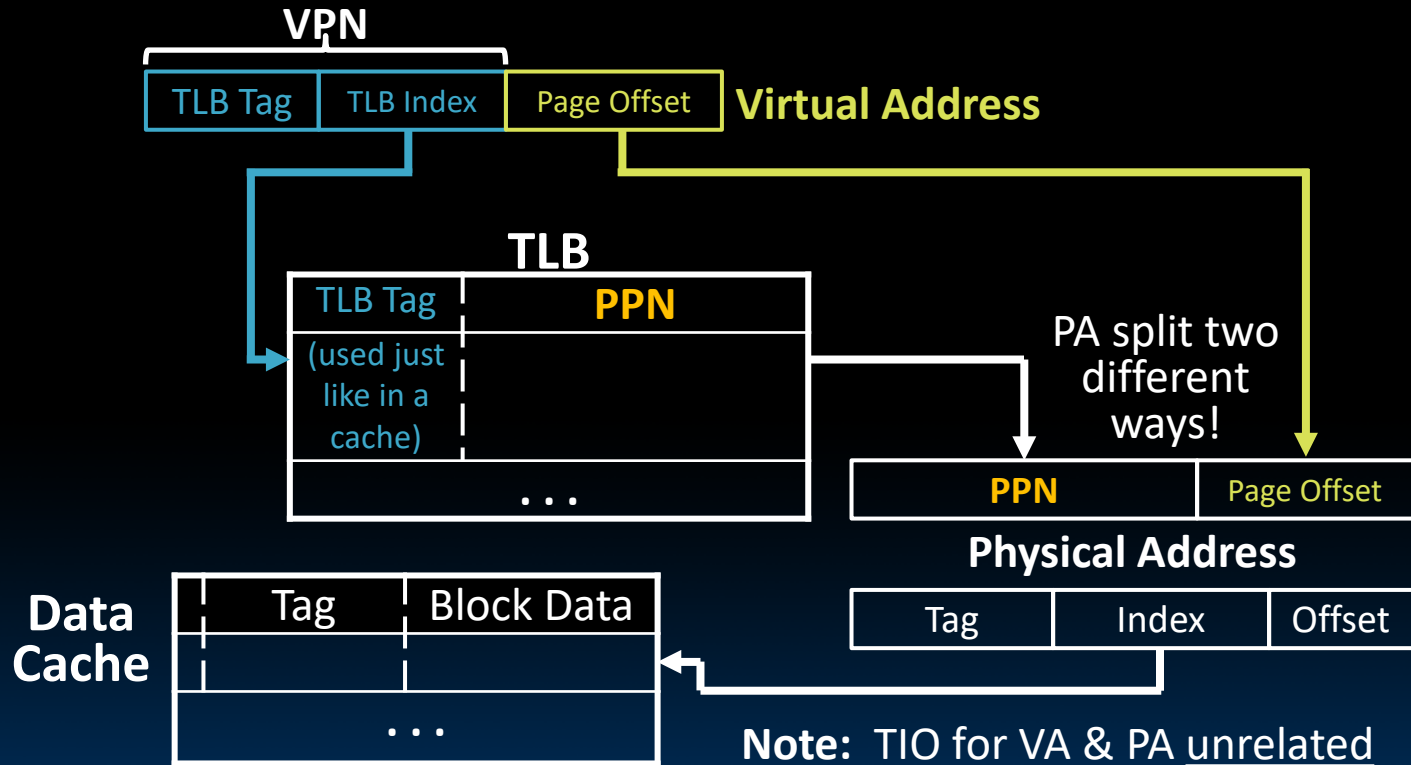 VPN
TLB Tag
TLB Index
Page Offset
Virtual Address
TLB
TLB Tag
PPN
(used just
like in a
cache)
. . .
PA split two
different
ways!
PPN
Page Offset
Physical Address
Tag
Index
Offset
Data
Cache
Tag
Block Data
. . .
Note: TIO for VA & PA unrelated